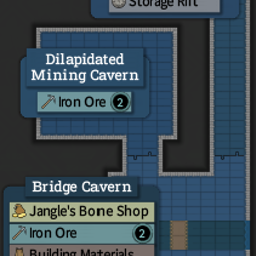 Storage Rift
Dilapidated
Mining Cavern
Iron Ore 2
Bridge Cavern
Jangle's Bone Shop
Iron Ore 2
Building Materials